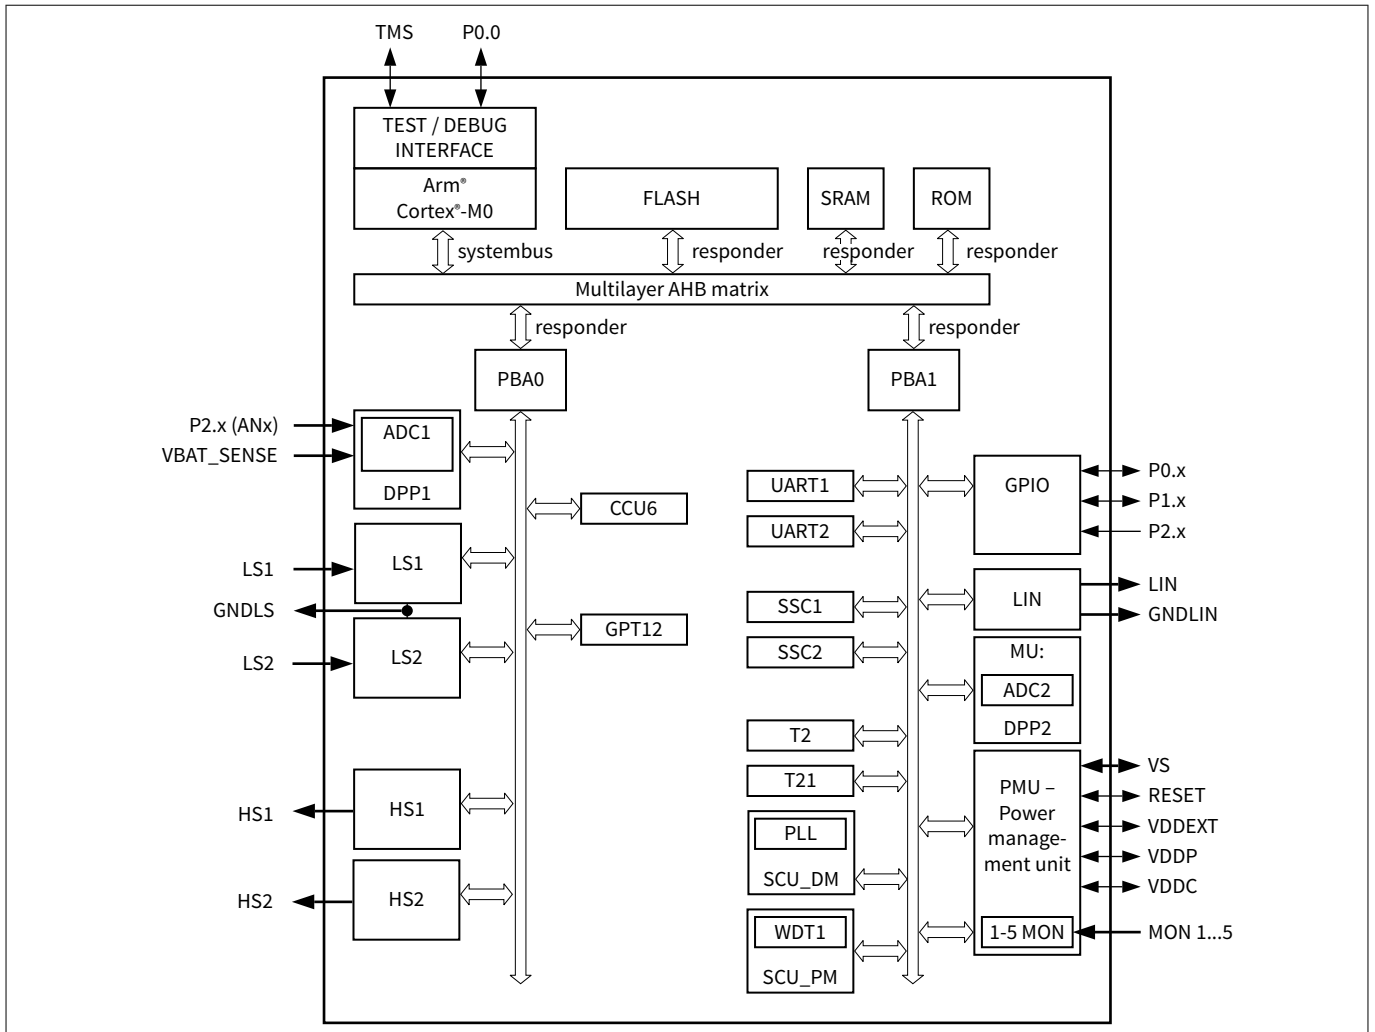 TMS
P0.0
TEST / DEBUG
INTERFACE
Arm®
Cortex®-M0
FLASH
SRAM
ROM
systembus
responder
responder
responder
Multilayer AHB matrix
responder
responder
PBA0
PBA1
P2.x (ANx)
VBAT_SENSE
ADC1
DPP1
CCU6
LS1
LS1
GNDLS
GPT12
LS2
LS2
HS1
HS1
HS2
HS2
UART1
UART2
SSC1
SSC2
T2
T21
PLL
SCU_DM
WDT1
SCU_PM
GPIO
P0.x
P1.x
P2.x
LIN
LIN
GNDLIN
MU:
ADC2
DPP2
PMU –
Power
manage-
ment unit
VS
RESET
VDDEXT
VDDP
VDDC
1-5 MON
MON 1...5